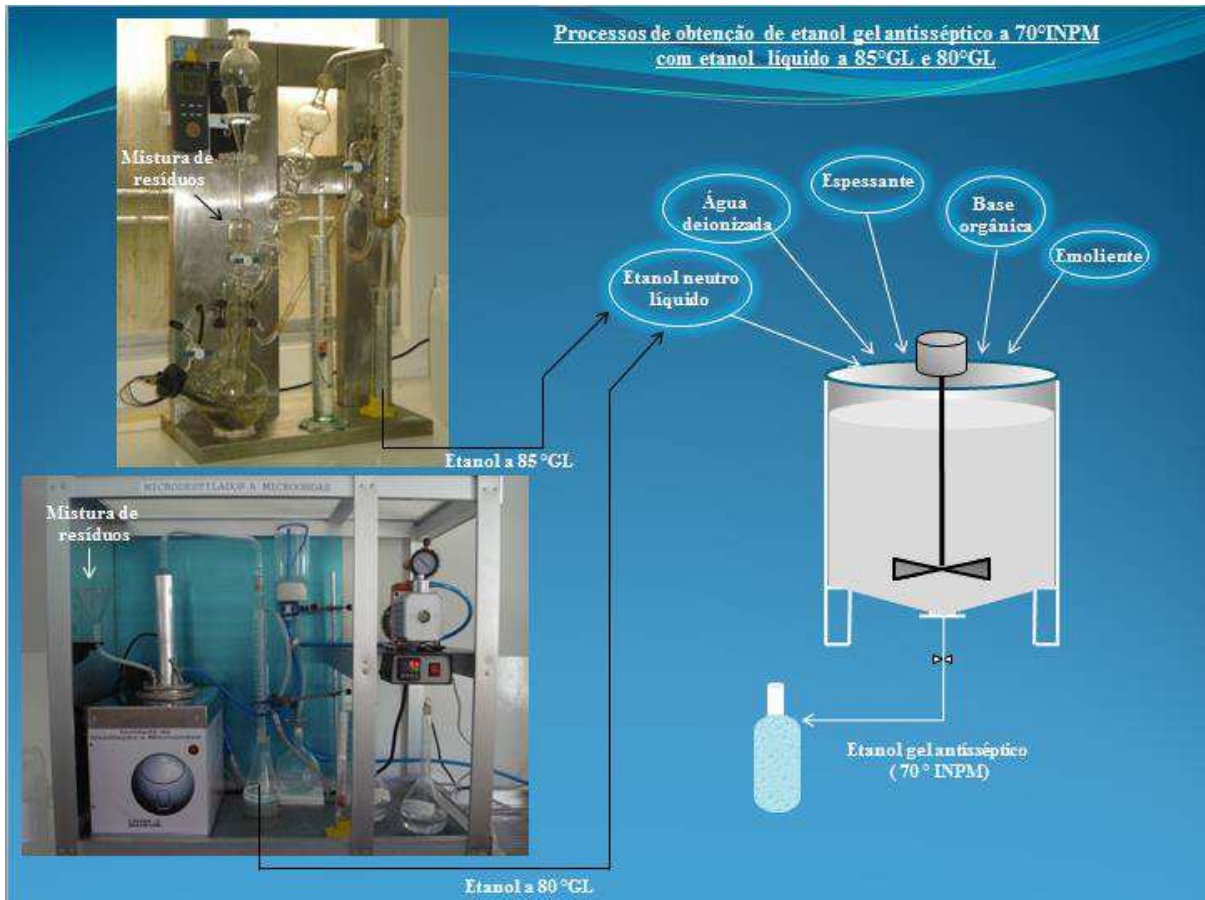 Processos de obtenção de etanol gel antisséptico a 70°INPM
com etanol líquido a 85°GL e 80°GL
Mistura de
resíduos
Água
deionizada
Espessante
Base
orgânica
Emoliente
Etanol neutro
líquido
Etanol a 85 °GL
MICRODESTILADOR A MICROONDAS
Mistura de
resíduos
Etanol gel antisséptico
( 70 ° INPM)
Etanol a 80 °GL